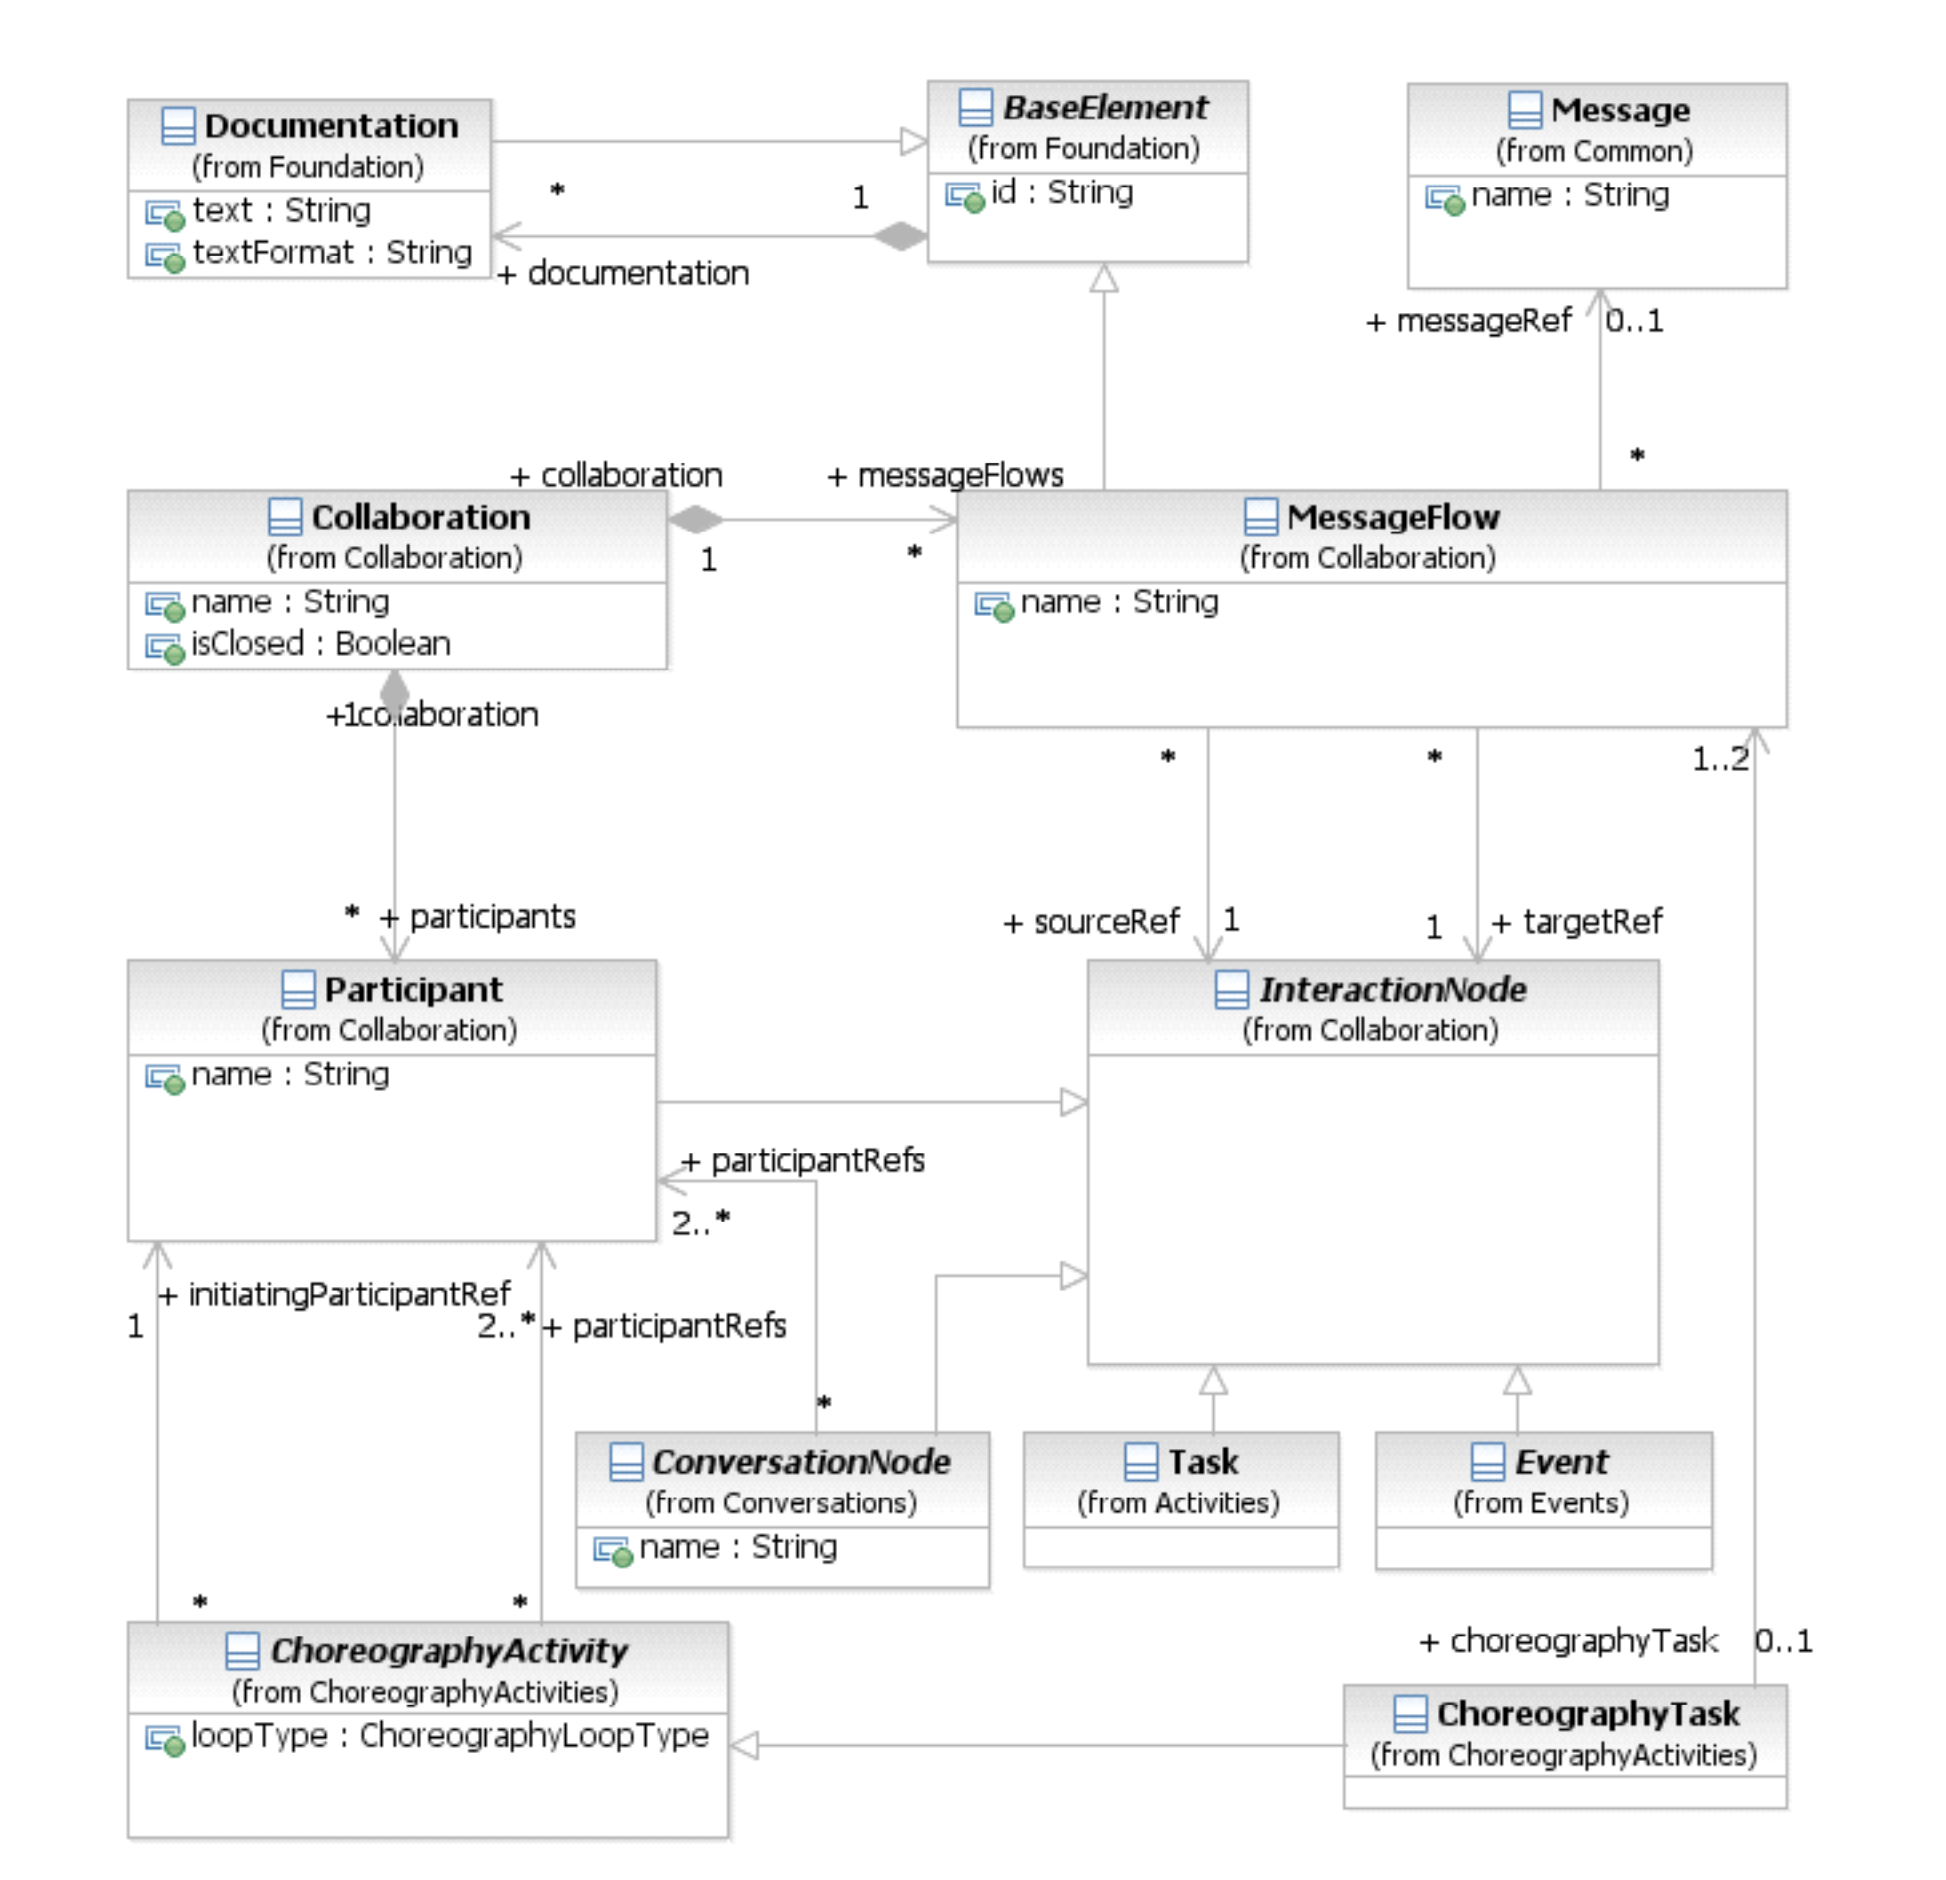 Documentation
(from Foundation)
text : String
textFormat : String
BaseElement
(from Foundation)
id : String
Message
(from Common)
name : String
*
1
+ documentation
+ messageRef
0..1
*
+ collaboration
+ messageFlows
1
*
Collaboration
(from Collaboration)
name : String
isClosed : Boolean
MessageFlow
(from Collaboration)
name : String
+ collaboration
1
*
*
1..2
* + participants
+ sourceRef
1
1
+ targetRef
Participant
(from Collaboration)
name : String
InteractionNode
(from Collaboration)
+ participantRefs
2..*
+ initiatingParticipantRef
1
2..*
+ participantRefs
*
ConversationNode
(from Conversations)
name : String
Task
(from Activities)
Event
(from Events)
*
*
ChoreographyActivity
(from ChoreographyActivities)
loopType : ChoreographyLoopType
+ choreographyTask
0..1
ChoreographyTask
(from ChoreographyActivities)